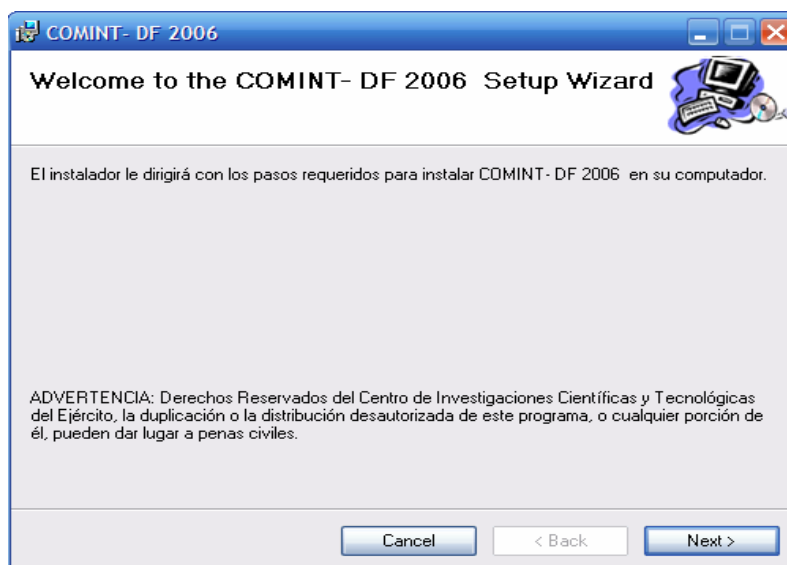 COMINT- DF 2006
Welcome to the COMINT- DF 2006 Setup Wizard
El instalador le dirigirá con los pasos requeridos para instalar COMINT- DF 2006 en su computador.
ADVERTENCIA: Derechos Reservados del Centro de Investigaciones Científicas y Tecnológicas
del Ejército, la duplicación o la distribución desautorizada de este programa, o cualquier porción de
él, pueden dar lugar a penas civiles.
Cancel
< Back
Next >